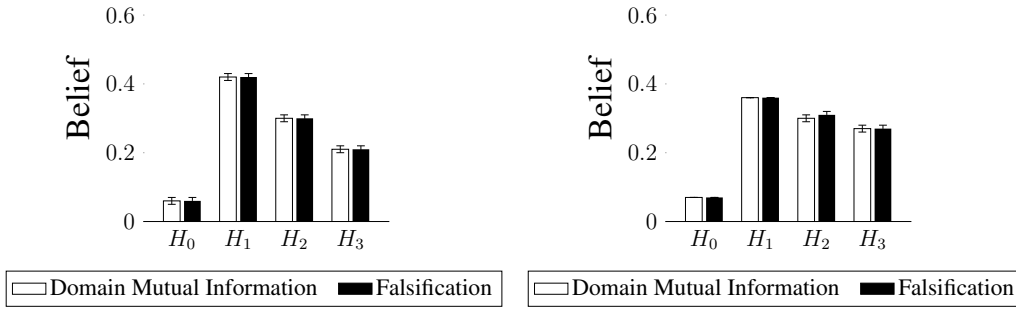 0.6
0.4
0.2
0
Belief
H₀ H₁ H₂ H₃
Domain Mutual Information Falsification
0.6
0.4
0.2
0
Belief
H₀ H₁ H₂ H₃
Domain Mutual Information Falsification